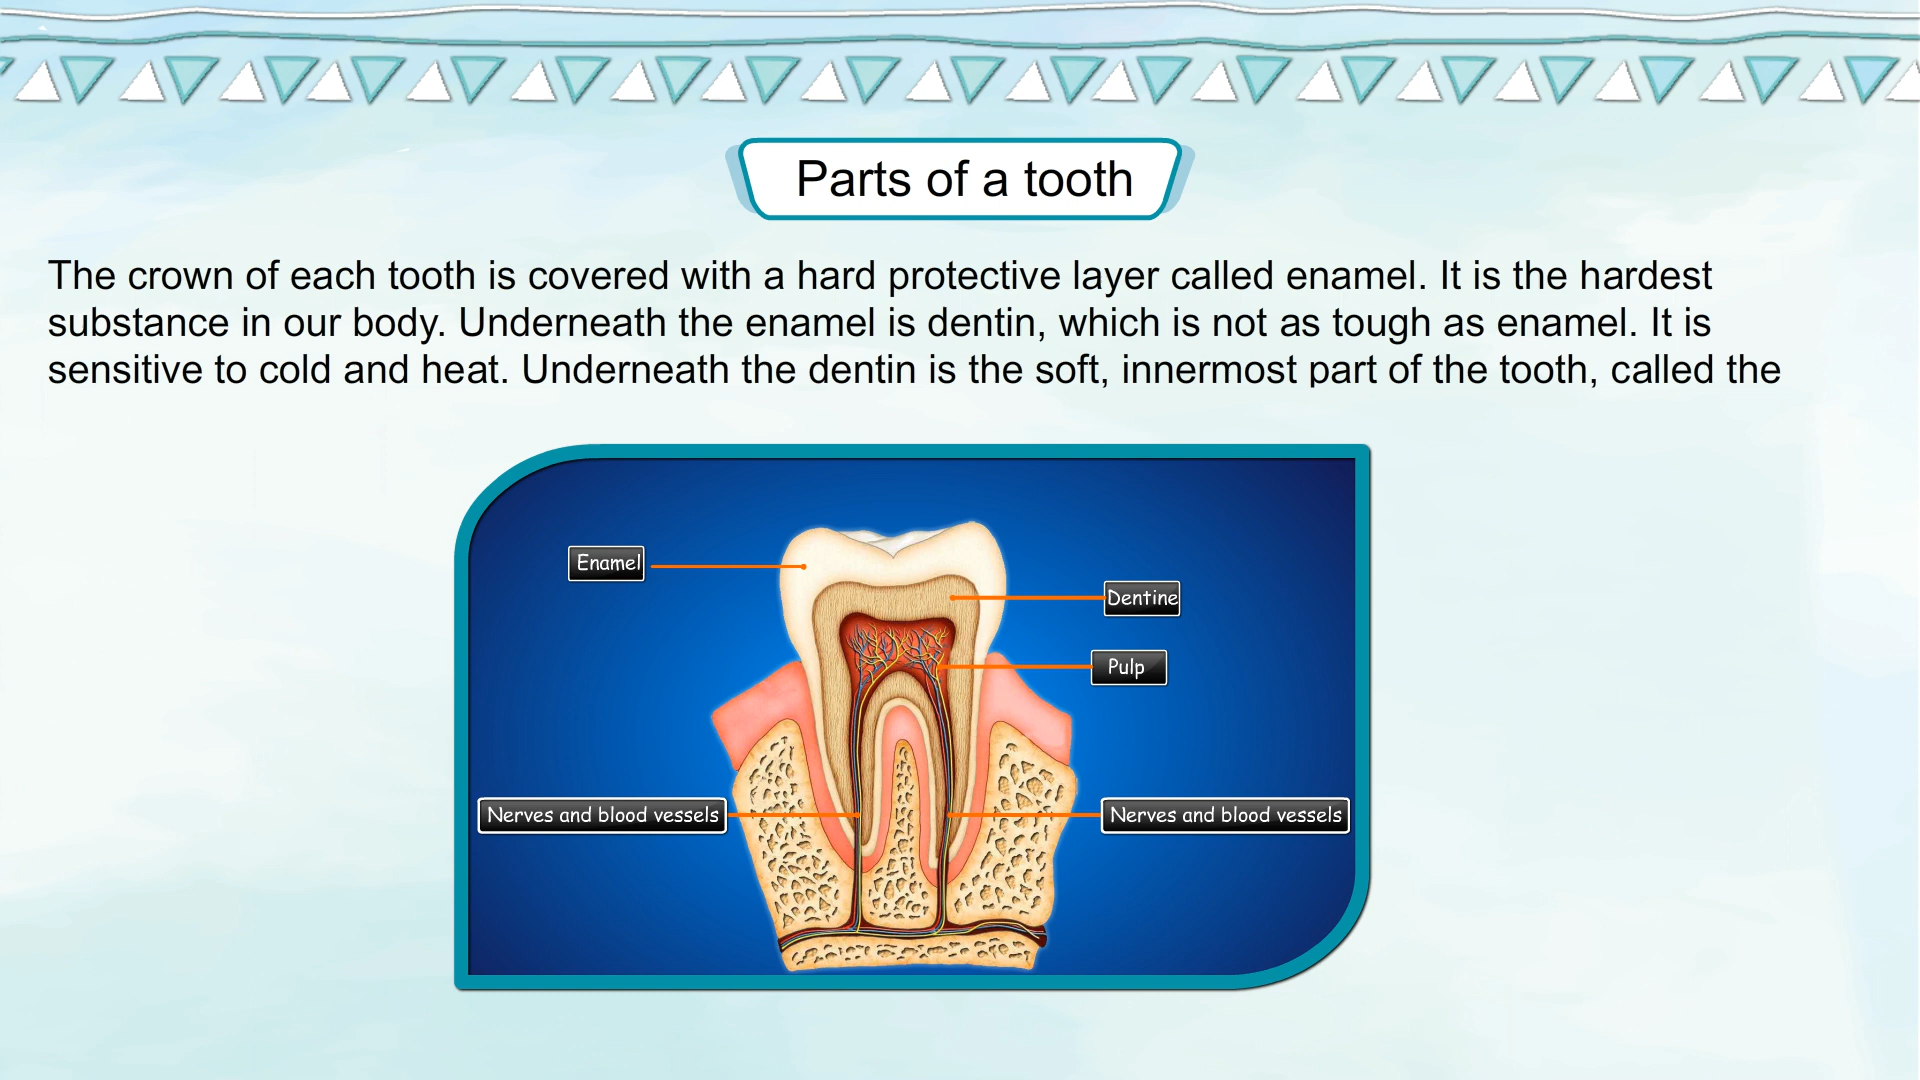 Parts of a tooth
The crown of each tooth is covered with a hard protective layer called enamel. It is the hardest
substance in our body. Underneath the enamel is dentin, which is not as tough as enamel. It is
sensitive to cold and heat. Underneath the dentin is the soft, innermost part of the tooth, called the
Enamel
Dentine
Pulp
Nerves and blood vessels
Nerves and blood vessels